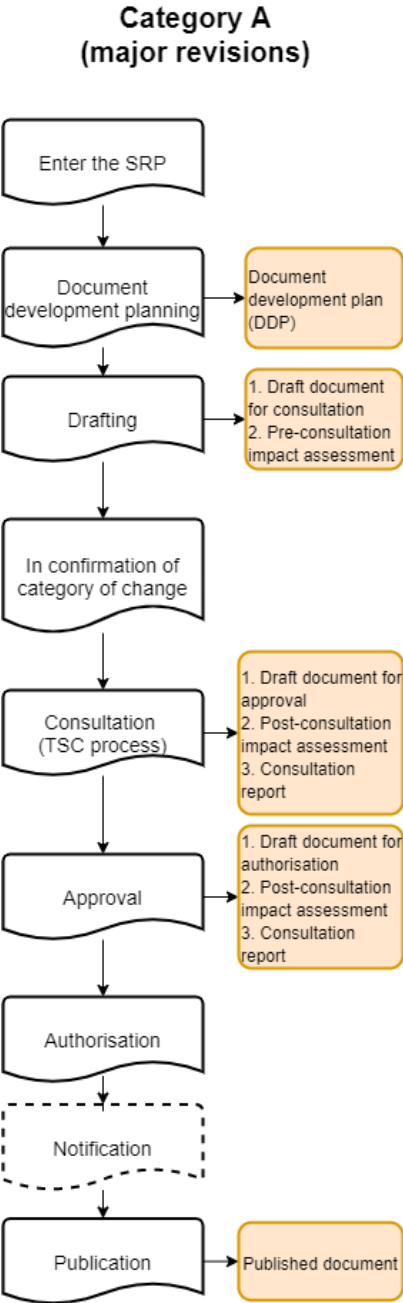 Category A
(major revisions)
Enter the SRP
Document
development planning
Document
development plan
(DDP)
Drafting
1. Draft document
for consultation
2. Pre-consultation
impact assessment
In confirmation of
category of change
Consultation
(TSC process)
1. Draft document for
approval
2. Post-consultation
impact assessment
3. Consultation
report
Approval
1. Draft document for
authorisation
2. Post-consultation
impact assessment
3. Consultation
report
Authorisation
Notification
Publication
Published document